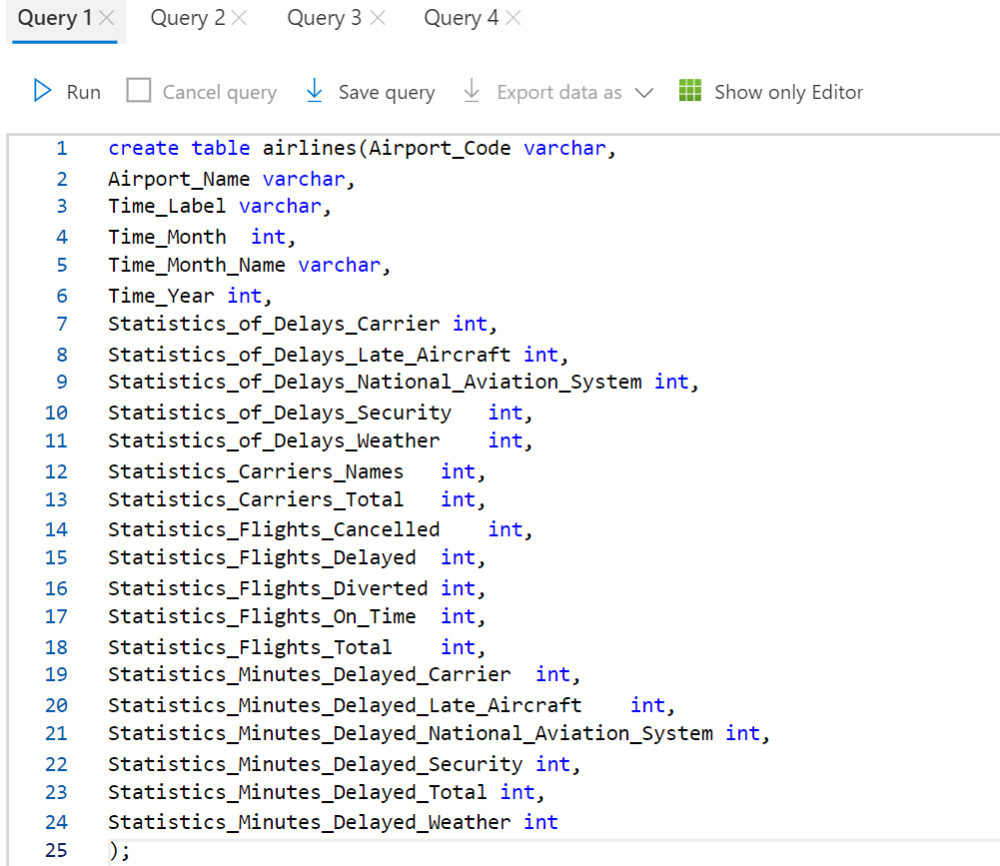 Query 1 Query 2 Query 3 Query 4
Run Cancel query Save query Export data as Show only Editor
1 create table airlines(Airport_Code varchar,
2 Airport_Name varchar,
3 Time_Label varchar,
4 Time_Month  int,
5 Time_Month_Name varchar,
6 Time_Year int,
7 Statistics_of_Delays_Carrier int,
8 Statistics_of_Delays_Late_Aircraft int,
9 Statistics_of_Delays_National_Aviation_System int,
10 Statistics_of_Delays_Security   int,
11 Statistics_of_Delays_Weather    int,
12 Statistics_Carriers_Names   int,
13 Statistics_Carriers_Total   int,
14 Statistics_Flights_Cancelled    int,
15 Statistics_Flights_Delayed  int,
16 Statistics_Flights_Diverted int,
17 Statistics_Flights_On_Time  int,
18 Statistics_Flights_Total    int,
19 Statistics_Minutes_Delayed_Carrier  int,
20 Statistics_Minutes_Delayed_Late_Aircraft    int,
21 Statistics_Minutes_Delayed_National_Aviation_System int,
22 Statistics_Minutes_Delayed_Security int,
23 Statistics_Minutes_Delayed_Total int,
24 Statistics_Minutes_Delayed_Weather int
25 );